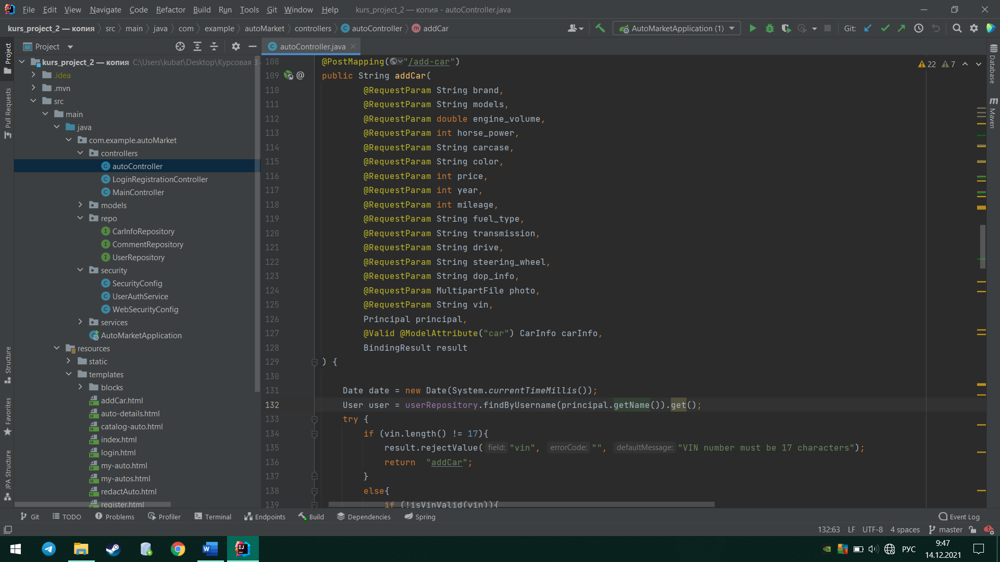 File Edit View Navigate Code Refactor Build Run Tools Git Window Help kurs_project_2 — копия - autoController.java
kurs_project_2 — копия src main java com example autoMarket controllers autoController addCar AutoMarketApplication (1) Git:
Project autoController.java
Project
Pull Requests
Structure
Favorites
JPA Structure
Database
Maven
kurs_project_2 — копия C:\Users\kubat\Desktop\Курсовая 3
.idea
.mvn
src
main
java
com.example.autoMarket
controllers
autoController
LoginRegistrationController
MainController
models
repo
CarInfoRepository
CommentRepository
UserRepository
security
SecurityConfig
UserAuthService
WebSecurityConfig
services
AutoMarketApplication
resources
static
templates
blocks
addCar.html
auto-details.html
catalog-auto.html
index.html
login.html
my-auto.html
my-autos.html
redactAuto.html
register.html
22 7
108 @PostMapping("/add-car")
109 public String addCar(
110 @RequestParam String brand,
111 @RequestParam String models,
112 @RequestParam double engine_volume,
113 @RequestParam int horse_power,
114 @RequestParam String carcase,
115 @RequestParam String color,
116 @RequestParam int price,
117 @RequestParam int year,
118 @RequestParam int mileage,
119 @RequestParam String fuel_type,
120 @RequestParam String transmission,
121 @RequestParam String drive,
122 @RequestParam String steering_wheel,
123 @RequestParam String dop_info,
124 @RequestParam MultipartFile photo,
125 @RequestParam String vin,
126 Principal principal,
127 @Valid @ModelAttribute("car") CarInfo carInfo,
128 BindingResult result
129 ) {
130
131 Date date = new Date(System.currentTimeMillis());
132 User user = userRepository.findByUsername(principal.getName()).get();
133 try {
134 if (vin.length() != 17){
135 result.rejectValue( field: "vin", errorCode: "", defaultMessage: "VIN number must be 17 characters");
136 return "addCar";
137 }
138 else{
139 if (!isVinValid(vin)){
Git TODO Problems Profiler Terminal Endpoints Build Dependencies Spring Event Log
132:63 LF UTF-8 4 spaces master
РУС 9:47
14.12.2021